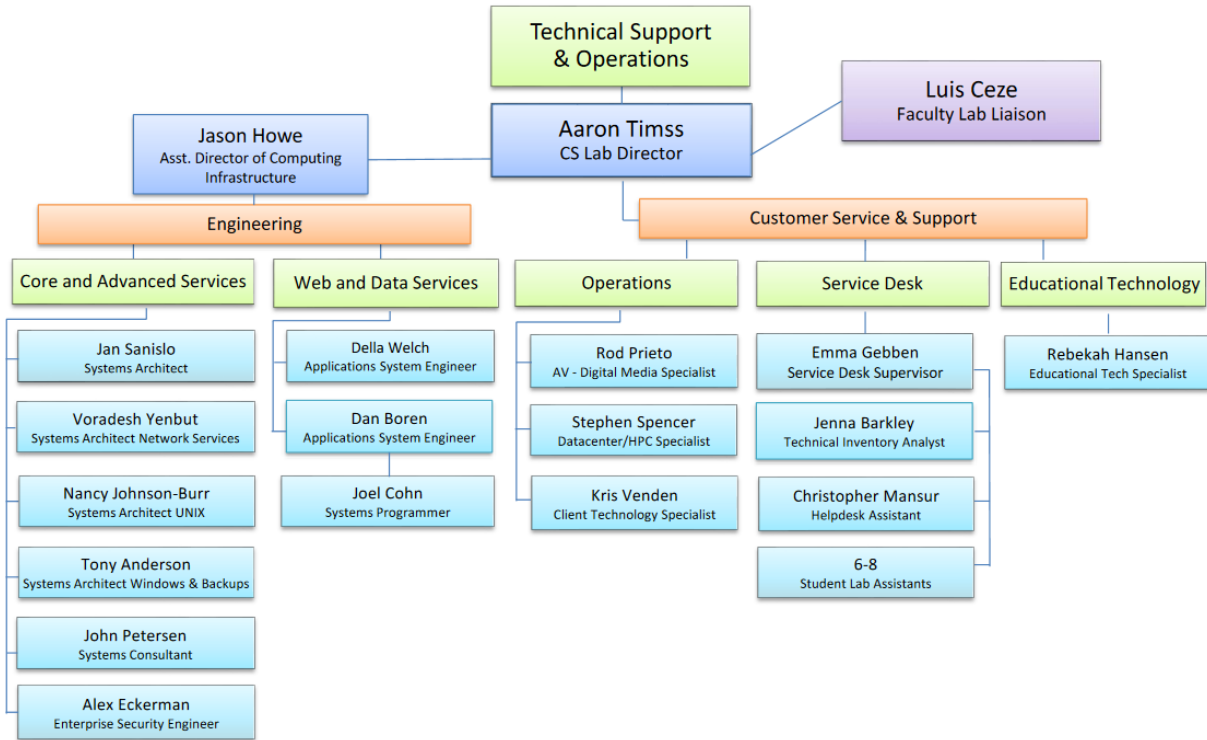 Technical Support
& Operations
Luis Ceze
Faculty Lab Liaison
Jason Howe
Asst. Director of Computing
Infrastructure
Aaron Timss
CS Lab Director
Engineering
Customer Service & Support
Core and Advanced Services
Web and Data Services
Operations
Service Desk
Educational Technology
Jan Sanislo
Systems Architect
Voradesh Yenbut
Systems Architect Network Services
Nancy Johnson-Burr
Systems Architect UNIX
Tony Anderson
Systems Architect Windows & Backups
John Petersen
Systems Consultant
Alex Eckerman
Enterprise Security Engineer
Della Welch
Applications System Engineer
Dan Boren
Applications System Engineer
Joel Cohn
Systems Programmer
Rod Prieto
AV - Digital Media Specialist
Stephen Spencer
Datacenter/HPC Specialist
Kris Venden
Client Technology Specialist
Emma Gebben
Service Desk Supervisor
Jenna Barkley
Technical Inventory Analyst
Christopher Mansur
Helpdesk Assistant
6-8
Student Lab Assistants
Rebekah Hansen
Educational Tech Specialist